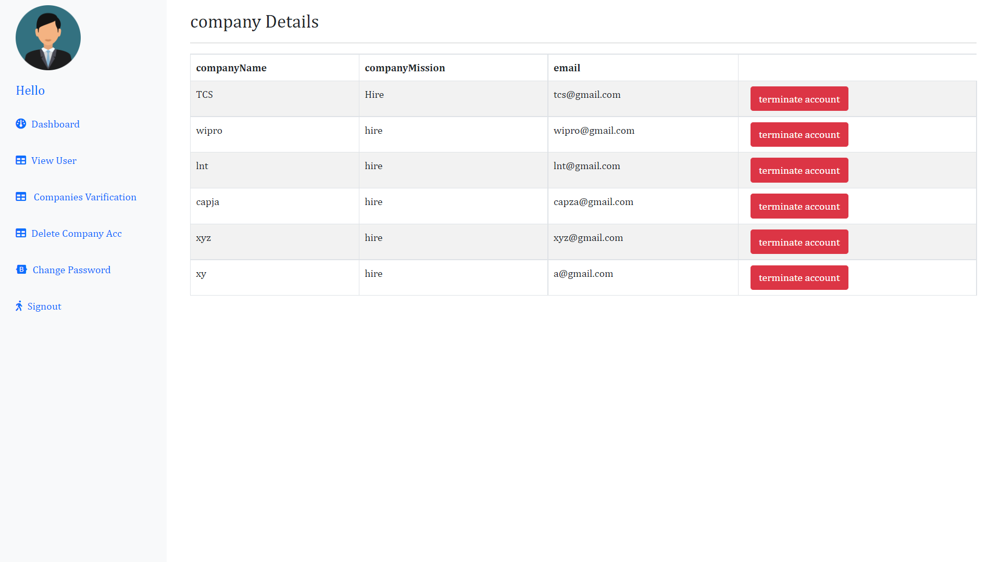 Hello
Dashboard
View User
Companies Varification
Delete Company Acc
B Change Password
Signout
company Details
companyName companyMission email
TCS Hire tcs@gmail.com terminate account
wipro hire wipro@gmail.com terminate account
lnt hire lnt@gmail.com terminate account
capja hire capza@gmail.com terminate account
xyz hire xyz@gmail.com terminate account
xy hire a@gmail.com terminate account